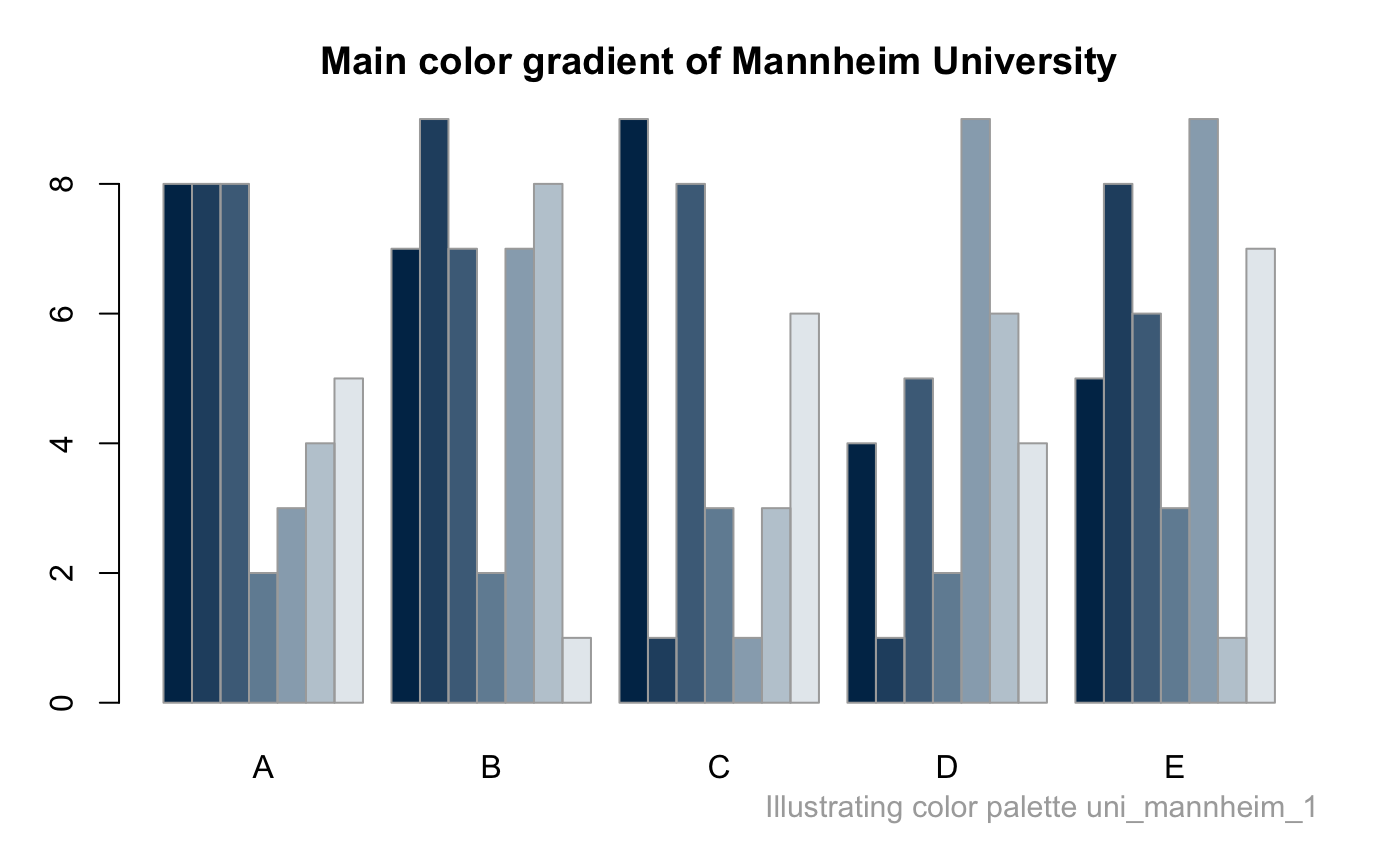 Main color gradient of Mannheim University
8
6
4
2
0
A B C D E
Illustrating color palette uni_mannheim_1